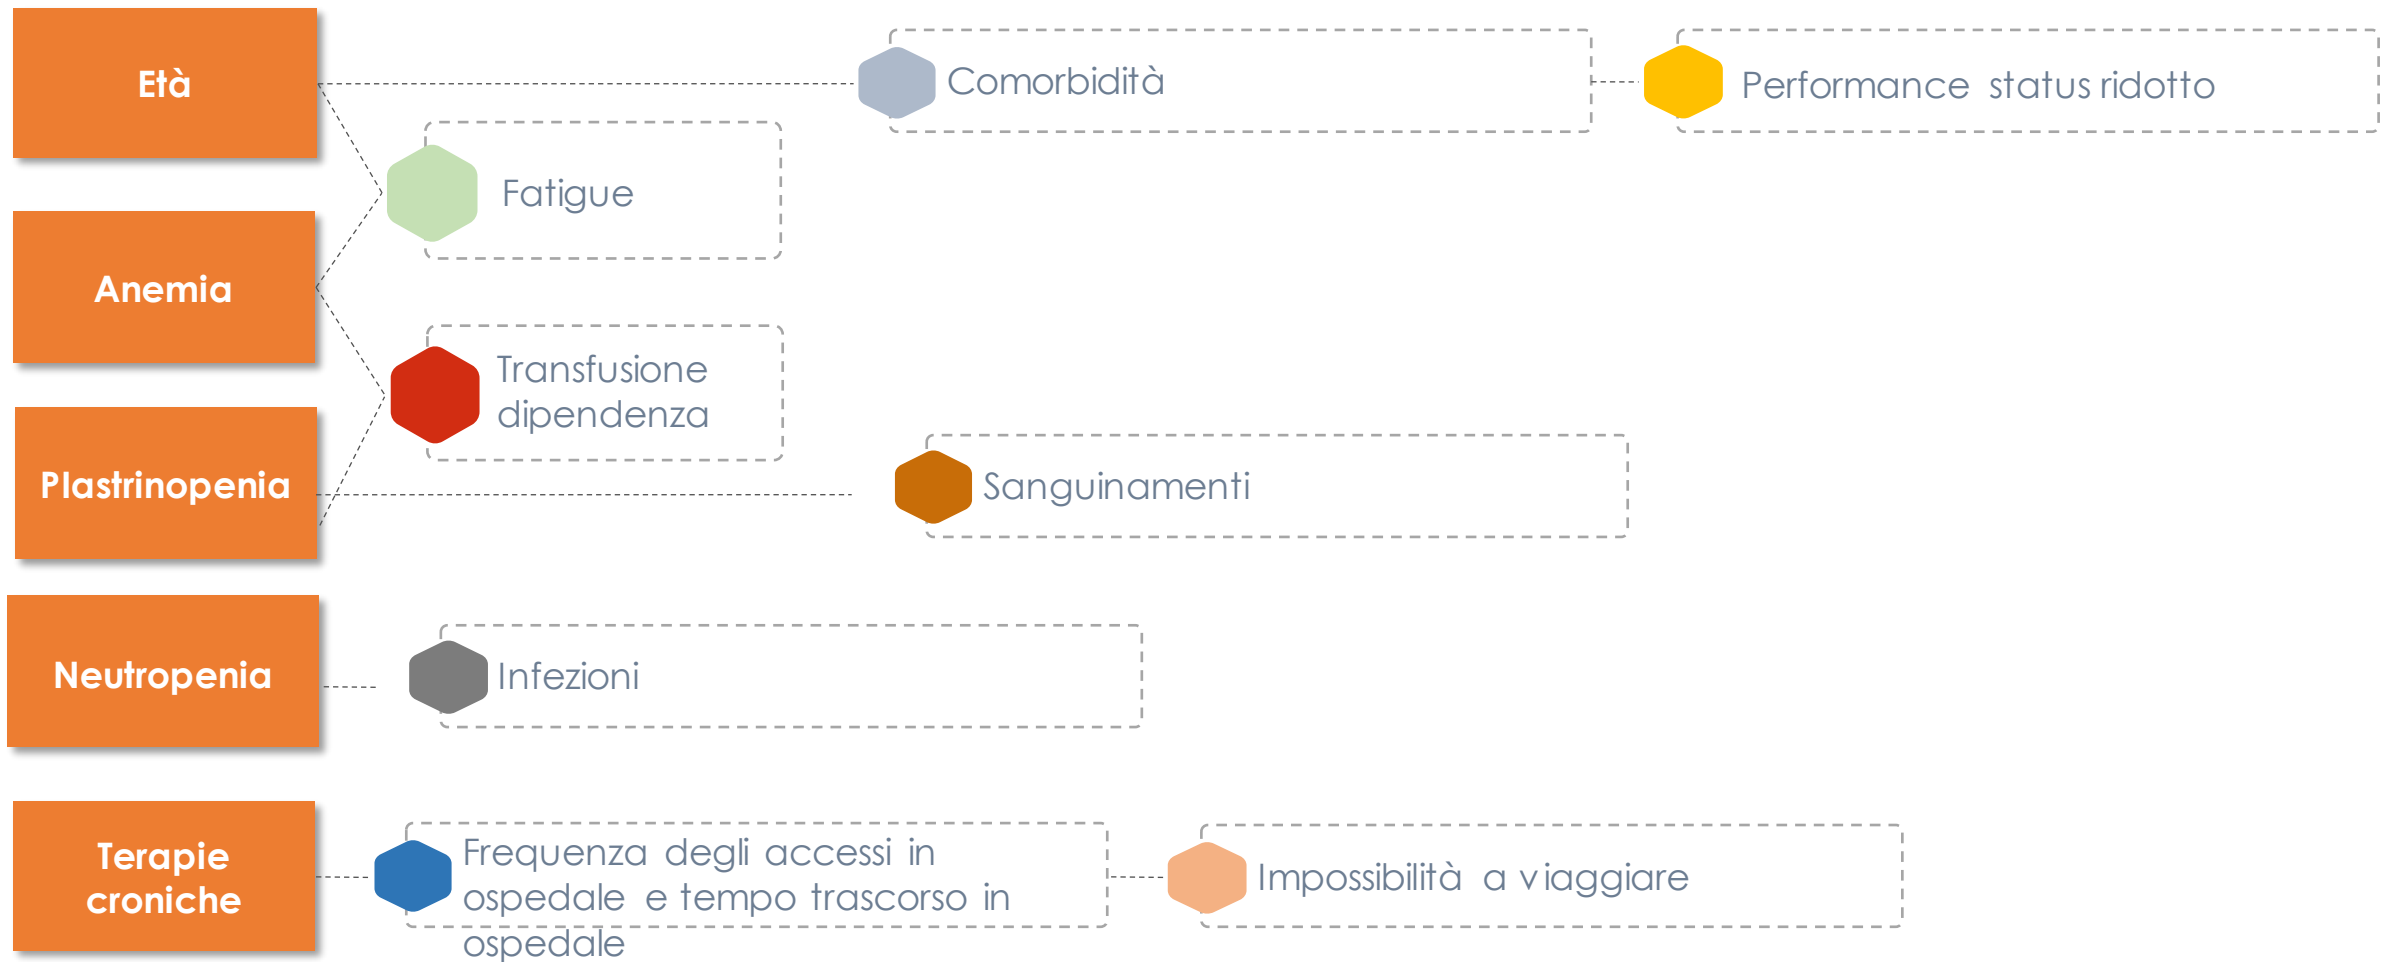 Età
Comorbidità
Performance status ridotto
Fatigue
Anemia
Transfusione
dipendenza
Plastrinopenia
Sanguinamenti
Neutropenia
Infezioni
Terapie
croniche
Frequenza degli accessi in
ospedale e tempo trascorso in
ospedale
Impossibilità a viaggiare